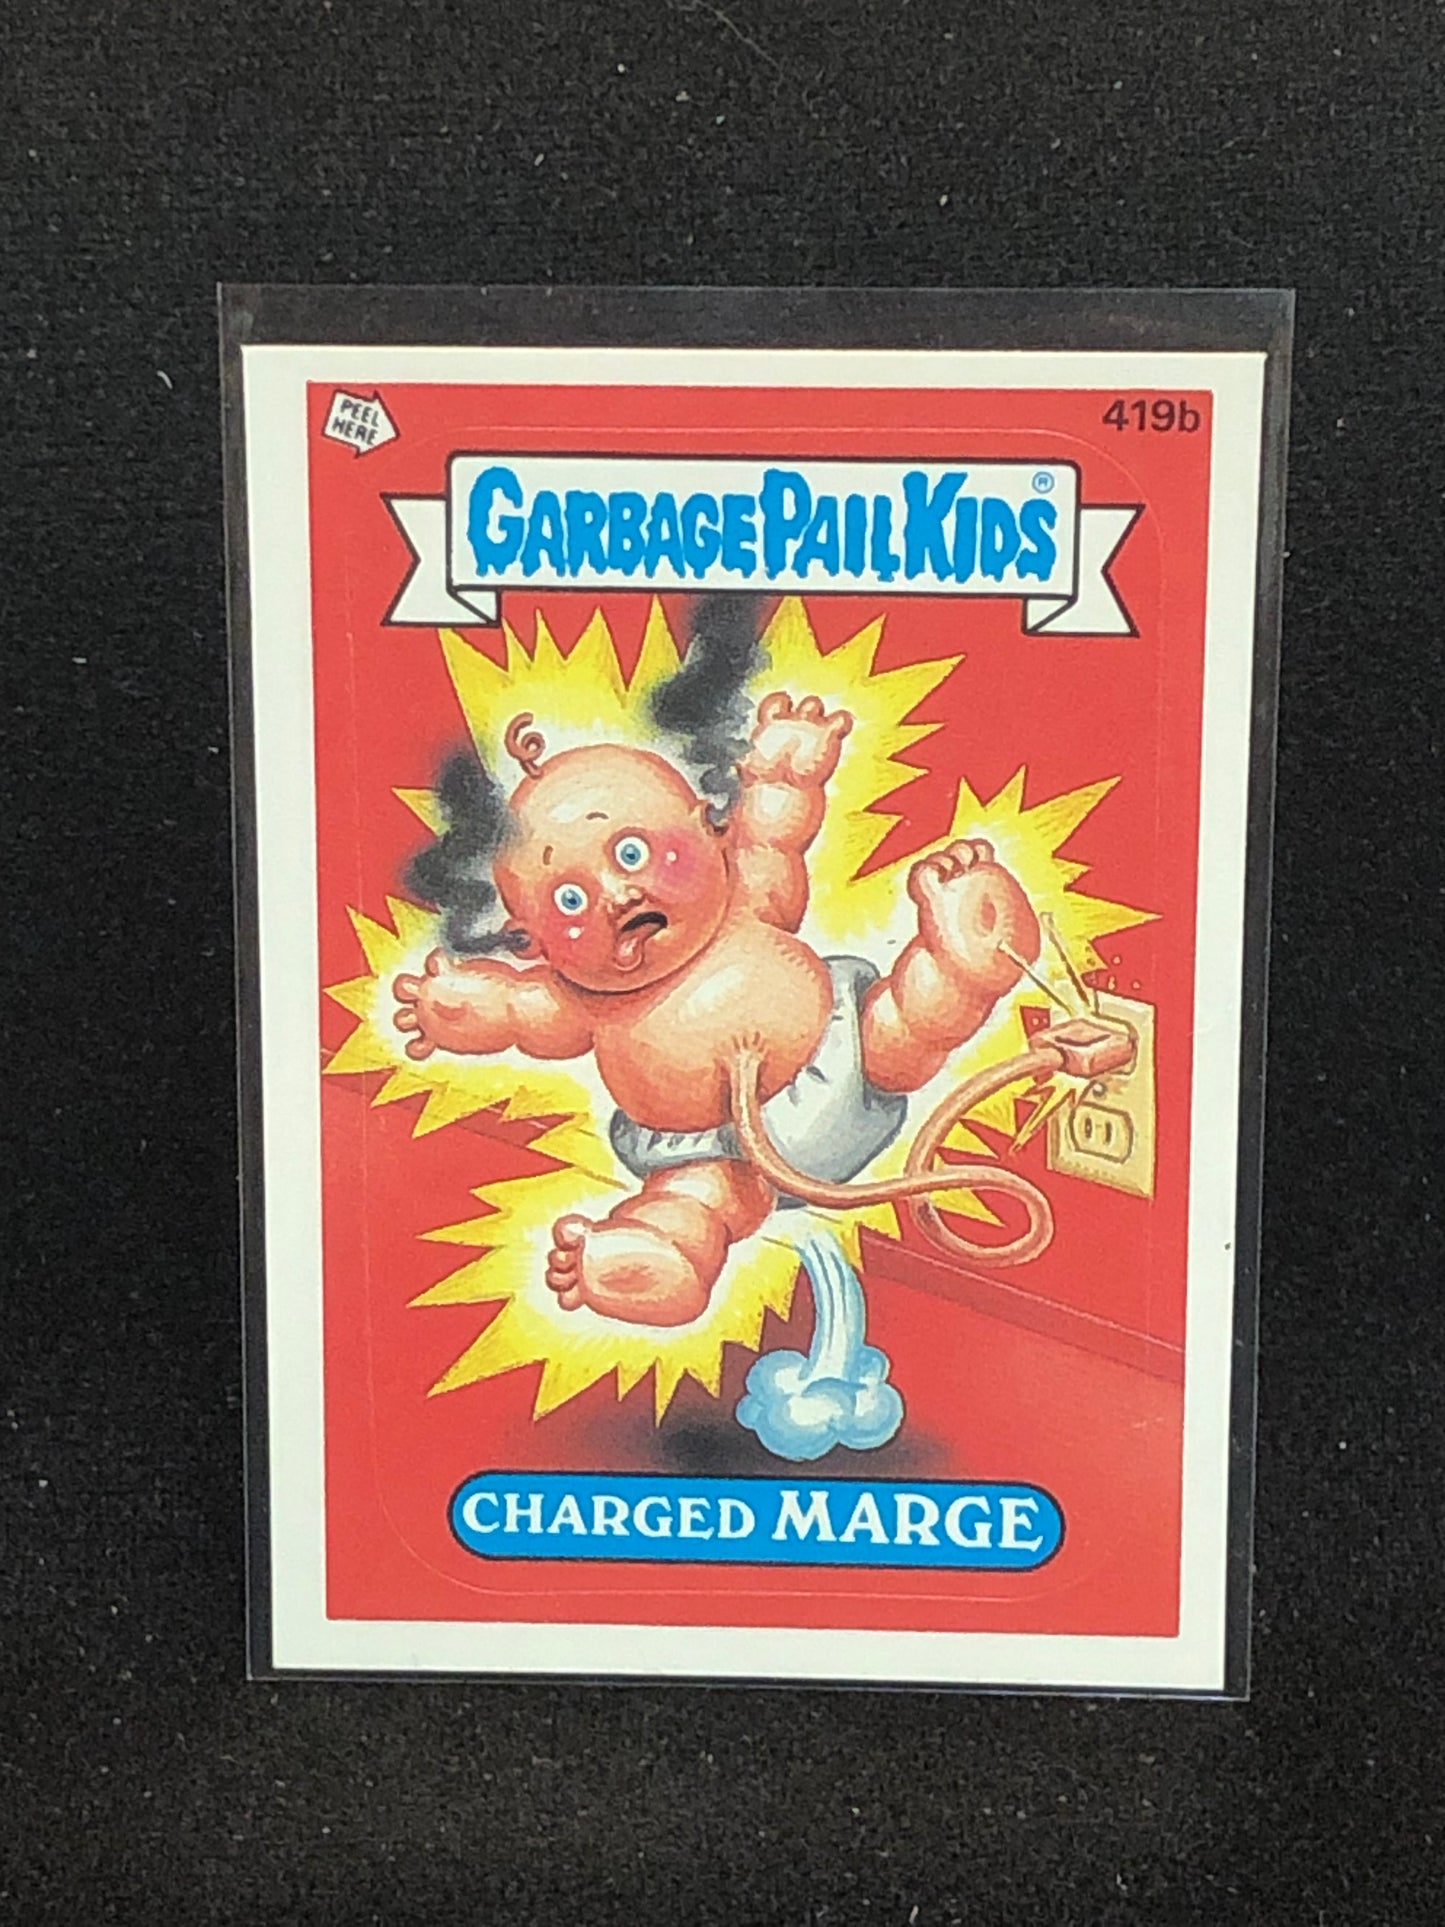 PEEL
HERE
419b
GARBAGE PAIL KIDS®
CHARGED MARGE